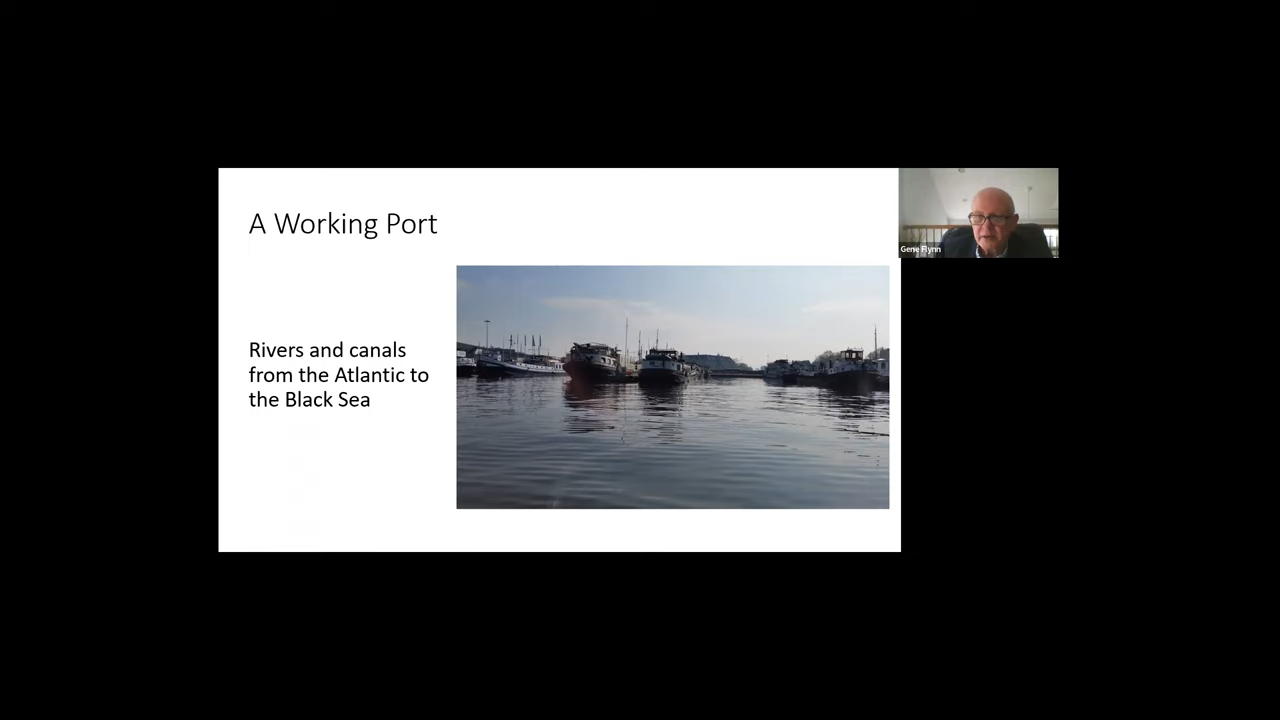 A Working Port
Gene Flynn
Rivers and canals
from the Atlantic to
the Black Sea